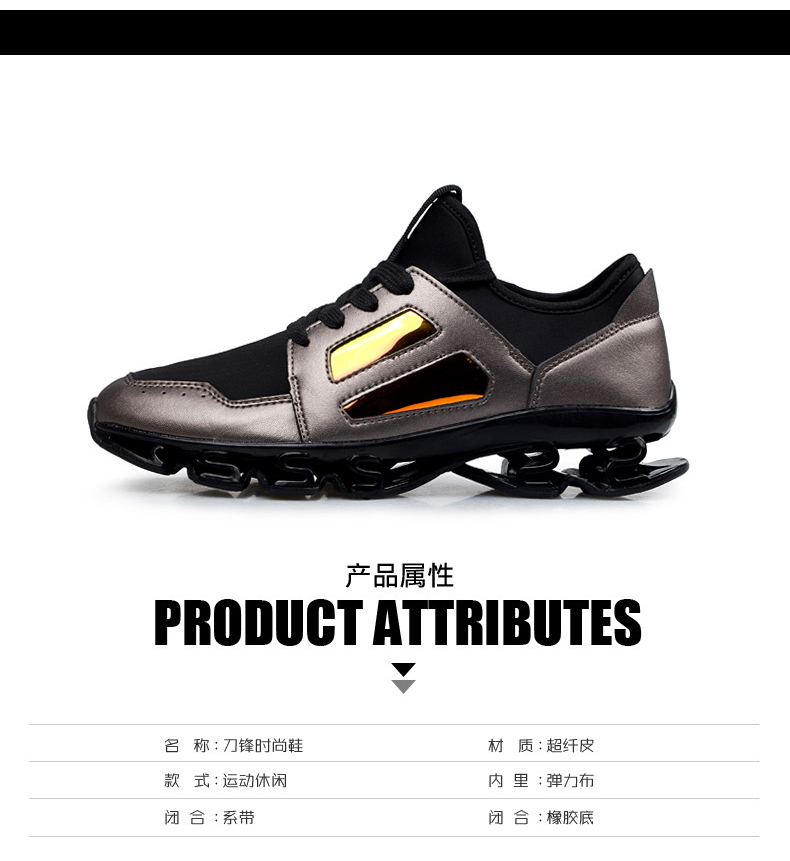 产品属性
PRODUCT ATTRIBUTES
名 称：刀锋时尚鞋 材 质：超纤皮
款 式：运动休闲 内 里：弹力布
闭 合：系带 闭 合：橡胶底